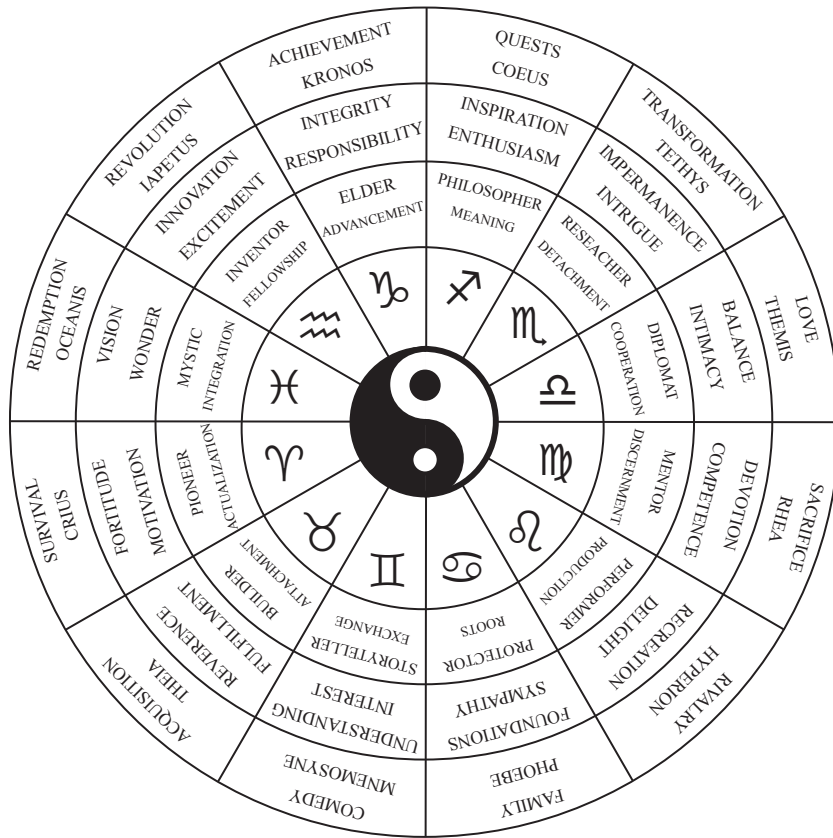 ACHIEVEMENT
KRONOS
INTEGRITY
RESPONSIBILITY
ELDER
ADVANCEMENT
♑
QUESTS
COEUS
INSPIRATION
ENTHUSIASM
PHILOSOPHER
MEANING
♐
TRANSFORMATION
TETHYS
IMPERMANENCE
INTRIGUE
RESEACHER
DETACHMENT
♏
LOVE
THEMIS
BALANCE
INTIMACY
DIPLOMAT
COOPERATION
♎
SACRIFICE
RHEA
DEVOTION
COMPETENCE
MENTOR
DISCERNMENT
♍
RIVALRY
HYPERION
RECREATION
DELIGHT
PERFORMER
PRODUCTION
♌
FAMILY
PHOEBE
FOUNDATIONS
SYMPATHY
PROTECTOR
ROOTS
♋
COMEDY
MNEMOSYNE
UNDERSTANDING
INTEREST
STORYTELLER
EXCHANGE
♊
ACQUISITION
THEIA
REVERENCE
FULFILLMENT
BUILDER
ATTACHMENT
♉
SURVIVAL
CRIUS
FORTITUDE
MOTIVATION
PIONEER
ACTUALIZATION
♈
REDEMPTION
OCEANIS
VISION
WONDER
MYSTIC
INTEGRATION
♓
REVOLUTION
IAPETUS
INNOVATION
EXCITEMENT
INVENTOR
FELLOWSHIP
♒